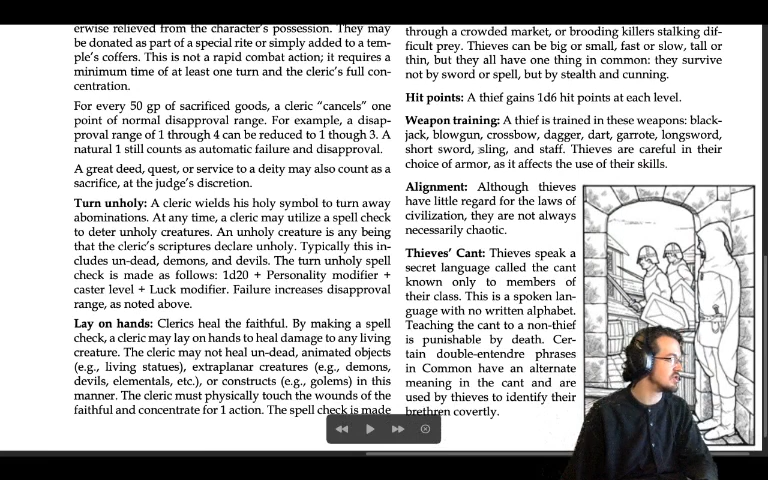 erwise relieved from the character's possession. They may
be donated as part of a special rite or simply added to a tem-
ple's coffers. This is not a rapid combat action; it requires a
minimum time of at least one turn and the cleric's full con-
centration.
For every 50 gp of sacrificed goods, a cleric “cancels” one
point of normal disapproval range. For example, a disap-
proval range of 1 through 4 can be reduced to 1 though 3. A
natural 1 still counts as automatic failure and disapproval.
A great deed, quest, or service to a deity may also count as a
sacrifice, at the judge's discretion.
Turn unholy: A cleric wields his holy symbol to turn away
abominations. At any time, a cleric may utilize a spell check
to deter unholy creatures. An unholy creature is any being
that the cleric's scriptures declare unholy. Typically this in-
cludes un-dead, demons, and devils. The turn unholy spell
check is made as follows: 1d20 + Personality modifier +
caster level + Luck modifier. Failure increases disapproval
range, as noted above.
Lay on hands: Clerics heal the faithful. By making a spell
check, a cleric may lay on hands to heal damage to any living
creature. The cleric may not heal un-dead, animated objects
(e.g., living statues), extraplanar creatures (e.g., demons,
devils, elementals, etc.), or constructs (e.g., golems) in this
manner. The cleric must physically touch the wounds of the
faithful and concentrate for 1 action. The spell check is made
through a crowded market, or brooding killers stalking dif-
ficult prey. Thieves can be big or small, fast or slow, tall or
thin, but they all have one thing in common: they survive
not by sword or spell, but by stealth and cunning.
Hit points: A thief gains 1d6 hit points at each level.
Weapon training: A thief is trained in these weapons: black-
jack, blowgun, crossbow, dagger, dart, garrote, longsword,
short sword, sling, and staff. Thieves are careful in their
choice of armor, as it affects the use of their skills.
Alignment: Although thieves
have little regard for the laws of
civilization, they are not always
necessarily chaotic.
Thieves' Cant: Thieves speak a
secret language called the cant
known only to members of
their class. This is a spoken lan-
guage with no written alphabet.
Teaching the cant to a non-thief
is punishable by death. Cer-
tain double-entendre phrases
in Common have an alternate
meaning in the cant and are
used by thieves to identify their
brethren covertly.